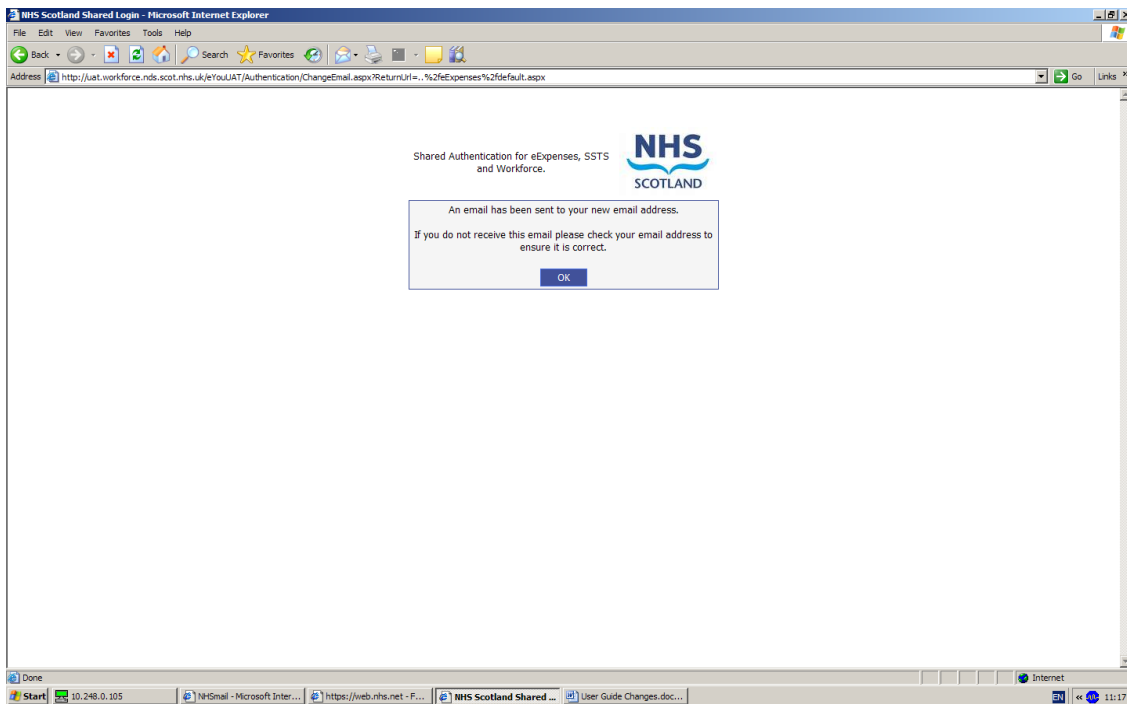 NHS Scotland Shared Login - Microsoft Internet Explorer
File Edit View Favorites Tools Help
Back Search Favorites
Address http://uat.workforce.nds.scot.nhs.uk/eYouUAT/Authentication/ChangeEmail.aspx?ReturnUrl=..%2feExpenses%2fdefault.aspx Go Links »
Shared Authentication for eExpenses, SSTS
and Workforce.
NHS
SCOTLAND
An email has been sent to your new email address.
If you do not receive this email please check your email address to
ensure it is correct.
OK
Done Internet
Start 10.248.0.105 NHSmail - Microsoft Inter... https://web.nhs.net - F... NHS Scotland Shared ... User Guide Changes.doc... EN « 11:17